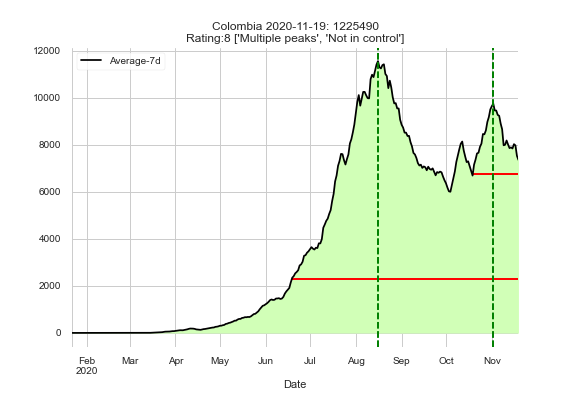 Colombia 2020-11-19: 1225490
Rating:8 ['Multiple peaks', 'Not in control']
Average-7d
12000
10000
8000
6000
4000
2000
0
Feb Mar Apr May Jun Jul Aug Sep Oct Nov
2020
Date